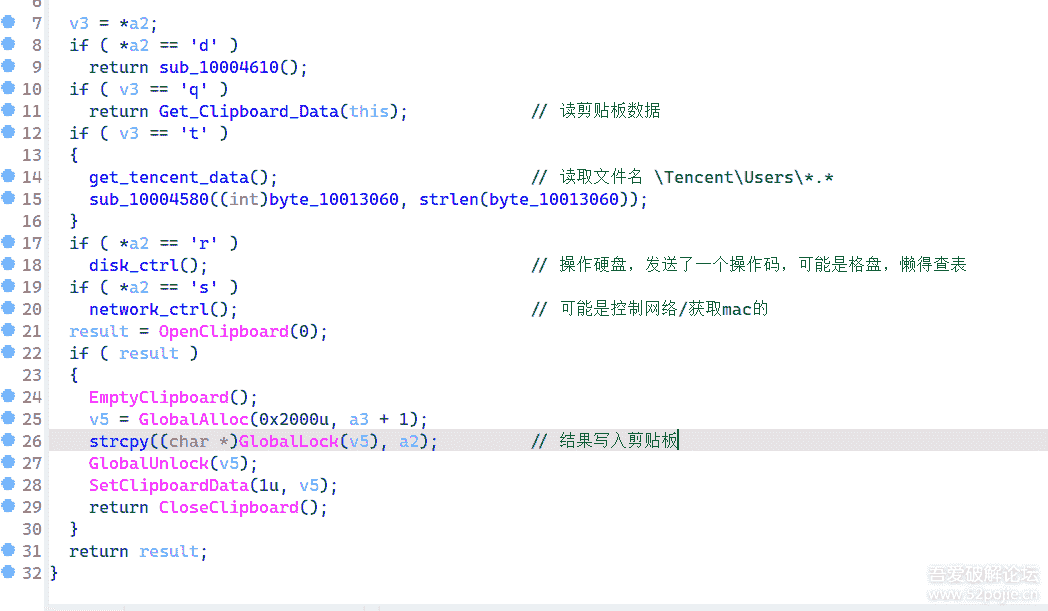 6
7 v3 = *a2;
8 if ( *a2 == 'd' )
9 return sub_10004610();
10 if ( v3 == 'q' )
11 return Get_Clipboard_Data(this); // 读剪贴板数据
12 if ( v3 == 't' )
13 {
14 get_tencent_data(); // 读取文件名 \Tencent\Users\*.*
15 sub_10004580((int)byte_10013060, strlen(byte_10013060));
16 }
17 if ( *a2 == 'r' )
18 disk_ctrl(); // 操作硬盘，发送了一个操作码，可能是格盘，懒得查表
19 if ( *a2 == 's' )
20 network_ctrl(); // 可能是控制网络/获取mac的
21 result = OpenClipboard(0);
22 if ( result )
23 {
24 EmptyClipboard();
25 v5 = GlobalAlloc(0x2000u, a3 + 1);
26 strcpy((char *)GlobalLock(v5), a2); // 结果写入剪贴板
27 GlobalUnlock(v5);
28 SetClipboardData(1u, v5);
29 return CloseClipboard();
30 }
31 return result;
32 }
吾爱破解论坛
www.52pojie.cn